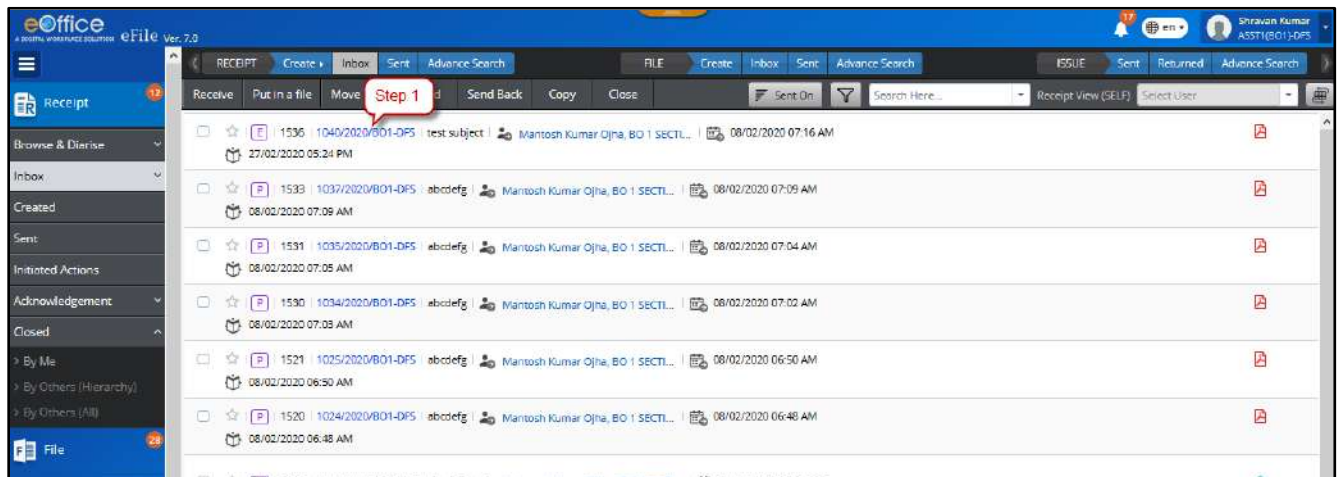 eOffice eFile Ver. 7.0
A DIGITAL WORKPLACE SOLUTION
17 en Shravan Kumar
ASST1(BO1)-DFS
RECEIPT Create Inbox Sent Advance Search FILE Create Inbox Sent Advance Search ISSUE Sent Returned Advance Search
Receipt 12
Receive Put in a file Move Step 1 d Send Back Copy Close Sent On Search Here... Receipt View (SELF) Select User
Browse & Diarise
Inbox
Created
Sent
Initiated Actions
Acknowledgement
Closed
> By Me
> By Others (Hierarchy)
> By Others (All)
File 28
E 1536 1040/2020/BO1-DFS test subject Mantosh Kumar Ojha, BO 1 SECTI... 08/02/2020 07:16 AM
27/02/2020 05:24 PM
P 1533 1037/2020/BO1-DFS abcdefg Mantosh Kumar Ojha, BO 1 SECTI... 08/02/2020 07:09 AM
08/02/2020 07:09 AM
P 1531 1035/2020/BO1-DFS abcdefg Mantosh Kumar Ojha, BO 1 SECTI... 08/02/2020 07:04 AM
08/02/2020 07:05 AM
P 1530 1034/2020/BO1-DFS abcdefg Mantosh Kumar Ojha, BO 1 SECTI... 08/02/2020 07:02 AM
08/02/2020 07:03 AM
P 1521 1025/2020/BO1-DFS abcdefg Mantosh Kumar Ojha, BO 1 SECTI... 08/02/2020 06:50 AM
08/02/2020 06:50 AM
P 1520 1024/2020/BO1-DFS abcdefg Mantosh Kumar Ojha, BO 1 SECTI... 08/02/2020 06:48 AM
08/02/2020 06:48 AM